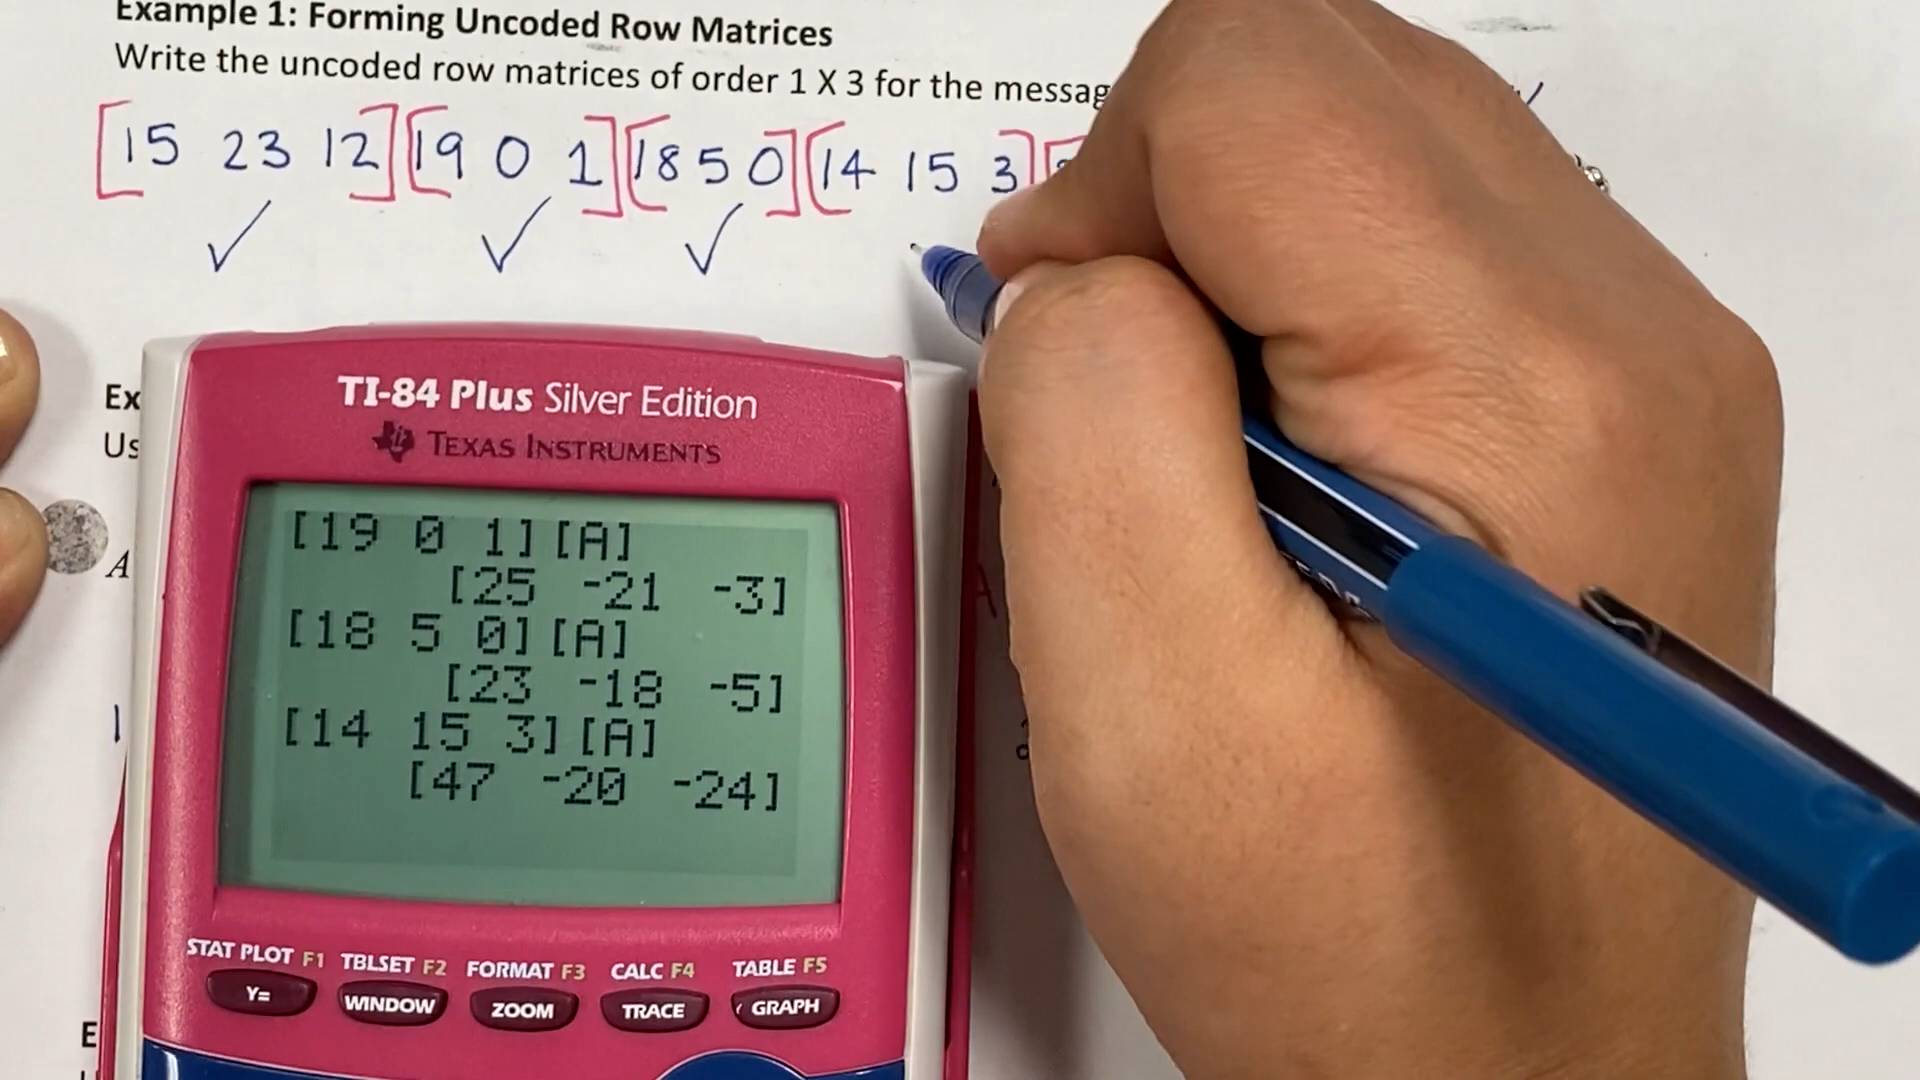 Example 1: Forming Uncoded Row Matrices
Write the uncoded row matrices of order 1 X 3 for the messag
[15 23 12] [19 0 1] [18 5 0] [14 15 3] [
Ex
Us
A
TI-84 Plus Silver Edition
TEXAS INSTRUMENTS
[19 0 1][A]
[25 -21 -3]
[18 5 0][A]
[23 -18 -5]
[14 15 3][A]
[47 -20 -24]
STAT PLOT F1 TBLSET F2 FORMAT F3 CALC F4 TABLE F5
Y= WINDOW ZOOM TRACE GRAPH
E